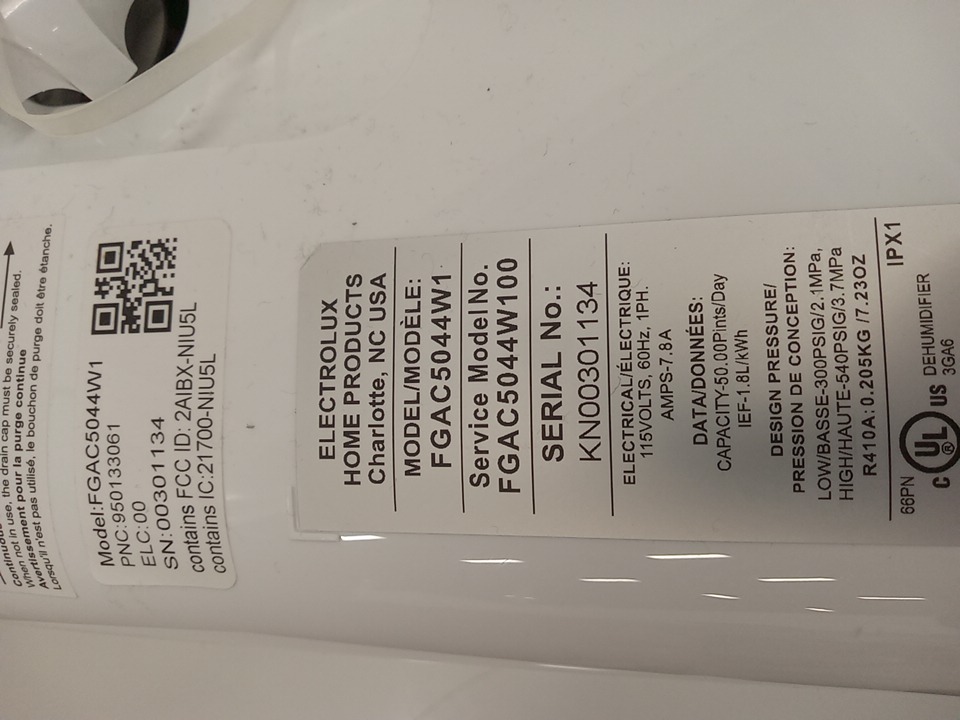 Continuous
When not in use, the drain cap must be securely sealed.
Avertissement pour la purge continue
Lorsqu'il n'est pas utilisé, le bouchon de purge doit être étanche.
Model:FGAC5044W1
PNC:950133061
ELC:00
SN:00301134
contains FCC ID: 2AIBX-NIU5L
contains IC:21700-NIU5L
ELECTROLUX
HOME PRODUCTS
Charlotte, NC USA
MODEL/MODÈLE:
FGAC5044W1
Service Model No.
FGAC5044W100
SERIAL No.:
KN00301134
ELECTRICAL/ÉLECTRIQUE:
115VOLTS, 60Hz, 1PH.
AMPS-7.8A
DATA/DONNÉES:
CAPACITY-50.00Pints/Day
IEF-1.8L/kWh
DESIGN PRESSURE/
PRESSION DE CONCEPTION:
LOW/BASSE-300PSIG/2.1MPa,
HIGH/HAUTE-540PSIG/3.7MPa
R410A:0.205KG /7.23OZ
66PN IPX1
C UL US DEHUMIDIFIER
3GA6